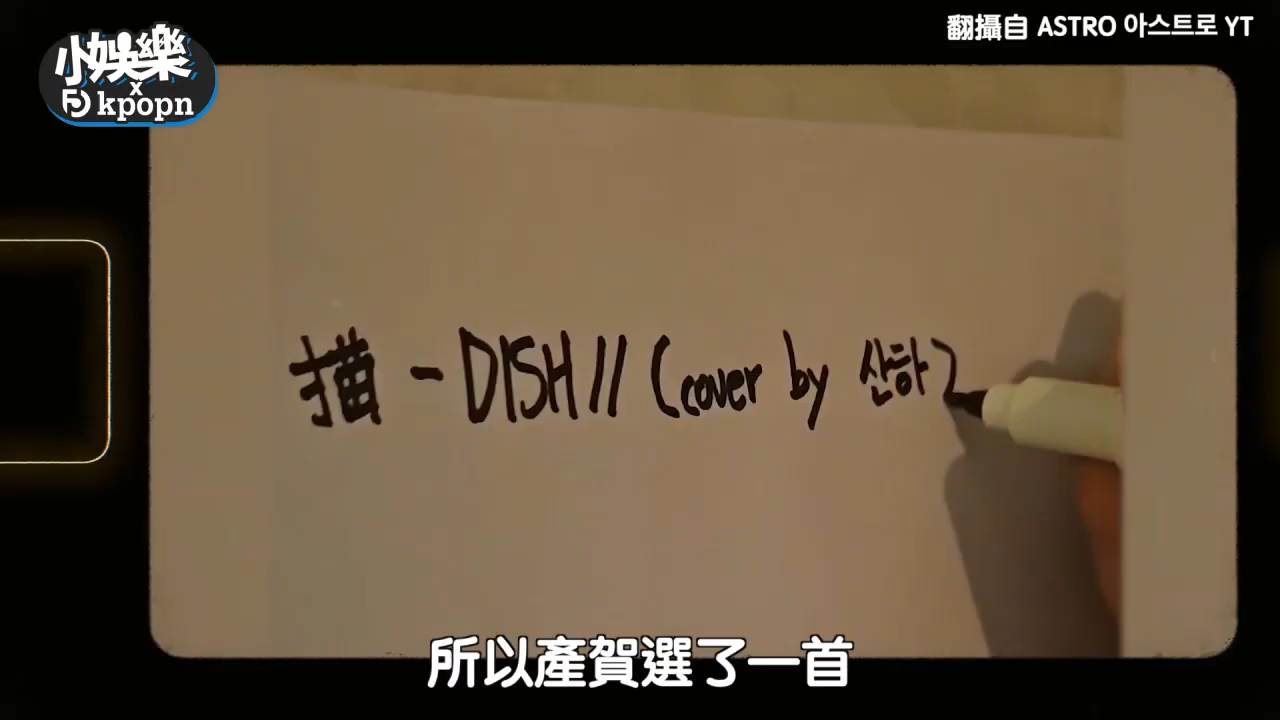 小娛樂
x
kpopn
翻攝自 ASTRO 아스트로 YT
描 - DISH // (cover by 산하
所以產賀選了一首